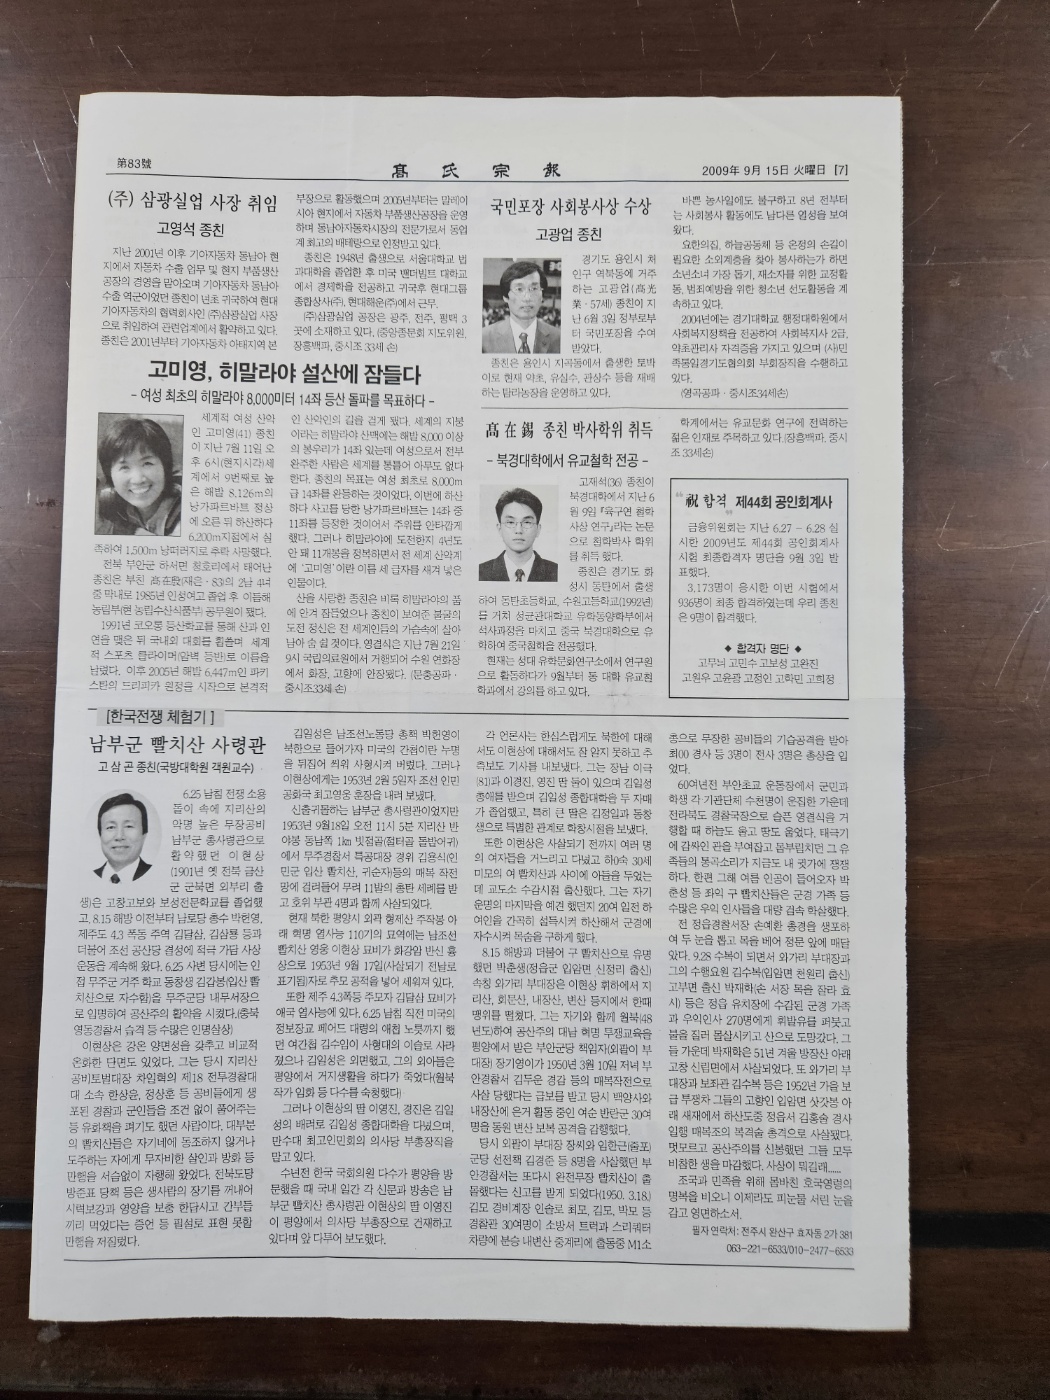 第83號
高氏宗報
2009年 9月 15日 火曜日 [7]
(주) 삼광실업 사장 취임
고영석 종친
지난 2001년 이후 기아자동차 동남아 현
지에서 자동차 수출 업무 및 현지 부품생산
공장의 경영을 맡아오며 기아자동차 동남아
수출 역군이었던 종친이 년초 귀국하여 현대
기아자동차의 협력회사인 (주)삼광실업 사장
으로 취임하여 관련업계에서 활약하고 있다.
종친은 2001년부터 기아자동차 아태지역 본
부장으로 활동했으며 2005년부터는 말레이
시아 현지에서 자동차 부품생산공장을 운영
하며 동남아자동차시장의 전문가로서 동업
계 최고의 배테랑으로 인정받고 있다.
종친은 1948년 출생으로 서울대학교 법
과대학을 졸업한 후 미국 밴더빌트 대학교
에서 경제학을 전공하고 귀국후 현대그룹
종합상사(주), 현대해운(주)에서 근무.
(주)삼광실업 공장은 광주, 전주, 평택 3
곳에 소재하고 있다. (중앙종문회 지도위원,
장흥백파, 중시조 33세 손)
고미영, 히말라야 설산에 잠들다
- 여성 최초의 히말라야 8,000미터 14좌 등산 돌파를 목표하다 -
세계적 여성 산악
인 고미영(41) 종친
이 지난 7월 11일 오
후 6시(현지시각) 세
계에서 9번째로 높
은 해발 8,126m의
낭가파르바트 정상
에 오른 뒤 하산하다
6,200m지점에서 실
족하여 1,500m 낭떠러지로 추락 사망했다.
전북 부안군 하서면 청호리에서 태어난
종친은 부친 高在殷(재은·83)의 2남 4녀
중 막내로 1985년 인성여고 졸업 후 이듬해
농림부(현 농림수산식품부) 공무원이 됐다.
1991년 코오롱 등산학교를 통해 산과 인
연을 맺은 뒤 국내외 대회를 휩쓸며 세계
적 스포츠 클라이머(암벽 등반)로 이름을
날렸다. 이후 2005년 해발 6,447m인 파키
스탄의 드리피카 원정을 시작으로 본격적
인 산악인의 길을 걷게 됐다. 세계의 지붕
이라는 히말라야 산맥에는 해발 8,000 이상
의 봉우리가 14좌 있는데 여성으로서 전부
완주한 사람은 세계를 통틀어 아무도 없다
한다. 종친의 목표는 여성 최초로 8,000m
급 14좌를 완등하는 것이었다. 이번에 하산
하다 사고를 당한 낭가파르바트는 14좌 중
11좌를 등정한 것이어서 주위를 안타깝게
했다. 그러나 히말라야에 도전한지 4년도
안 돼 11개봉을 정복하면서 전 세계 산악계
에 '고미영'이란 이름 세 글자를 새겨 넣은
인물이다.
산을 사랑한 종친은 비록 히말라야의 품
에 안겨 잠들었으나 종친이 보여준 불굴의
도전 정신은 전 세계인들의 가슴속에 살아
남아 숨 쉴 것이다. 영결식은 지난 7월 21일
9시 국립의료원에서 거행되어 수원 연화장
에서 화장, 고향에 안장됐다. (문충공파·
중시조33세 손)
국민포장 사회봉사상 수상
고광업 종친
경기도 용인시 처
인구 역북동에 거주
하는 고광업(高光
業·57세) 종친이 지
난 6월 3일 정부로부
터 국민포장을 수여
받았다.
종친은 용인시 지곡동에서 출생한 토박
이로 현재 약초, 유실수, 관상수 등을 재배
하는 탐라농장을 운영하고 있다.
바쁜 농사일에도 불구하고 8년 전부터
는 사회봉사 활동에도 남다른 열성을 보여
왔다.
요한의집, 하늘공동체 등 온정의 손길이
필요한 소외계층을 찾아 봉사하는가 하면
소년소녀 가장 돕기, 재소자를 위한 교정활
동, 범죄예방을 위한 청소년 선도활동을 계
속하고 있다.
2004년에는 경기대학교 행정대학원에서
사회복지정책을 전공하여 사회복지사 2급,
약초관리사 자격증을 가지고 있으며 (사)민
족통일경기도협의회 부회장직을 수행하고
있다.
(영곡공파·중시조34세손)
高在錫 종친 박사학위 취득
- 북경대학에서 유교철학 전공 -
고재석(36) 종친이
북경대학에서 지난 6
월 9일 『육구연 철학
사상 연구』라는 논문
으로 철학박사 학위
를 취득 했다.
종친은 경기도 화
성시 동탄에서 출생
하여 동탄초등학교, 수원고등학교(1992년)
를 거쳐 성균관대학교 유학동양학부에서
석사과정을 마치고 중국 북경대학으로 유
학하여 중국철학을 전공했다.
현재는 성대 유학문화연구소에서 연구원
으로 활동하다가 9월부터 동 대학 유교철
학과에서 강의를 하고 있다.
학계에서는 유교문화 연구에 전력하는
젊은 인재로 주목하고 있다.(장흥백파, 중시
조 33세손)
"祝 합격" 제44회 공인회계사
금융위원회는 지난 6.27 - 6.28 실
시한 2009년도 제44회 공인회계사
시험 최종합격자 명단을 9월 3일 발
표했다.
3,173명이 응시한 이번 시험에서
936명이 최종 합격하였는데 우리 종친
은 9명이 합격했다.
◆ 합격자 명단 ◆
고무늬 고민수 고보성 고완진
고원우 고윤광 고정인 고학민 고희정
[한국전쟁 체험기]
남부군 빨치산 사령관
고 삼 곤 종친(국방대학원 객원교수)
6.25 남침 전쟁 소용
돌이 속에 지리산의
악명 높은 무장공비
남부군 총사령관으로
활약했던 이현상
(1901년 옛 전북 금산
군 군북면 외부리 출
생)은 고창고보와 보성전문학교를 졸업했
고, 8.15 해방 이전부터 남로당 총수 박헌영,
제주도 4.3 폭동 주역 김달삼, 김삼룡 등과
더불어 조선 공산당 결성에 적극 가담 사상
운동을 계속해 왔다. 6.25 사변 당시에는 인
접 무주군 거주 학교 동창생 김갑봉(입산 빨
치산으로 자수함)을 무주군당 내무서장으
로 임명하여 공산주의 활약을 시켰다.(충북
영동경찰서 습격 등 수많은 인명살상)
이현상은 강온 양면성을 갖추고 비교적
온화한 단면도 있었다. 그는 당시 지리산
공비토벌대장 차일혁의 제18 전투경찰대
대 소속 한상윤, 정상훈 등 공비들에게 생
포된 경찰과 군인들을 조건 없이 풀어주는
등 유화책을 펴기도 했던 사람이다. 대부분
의 빨치산들은 자기네에 동조하지 않거나
도주하는 자에게 무자비한 살인과 방화 등
만행을 서슴없이 자행해 왔었다. 전북도당
방준표 당책 등은 생사람의 장기를 꺼내어
시력보강과 영양을 보충 한답시고 간부들
끼리 먹었다는 증언 등 필설로 표현 못할
만행을 저질렀다.
김일성은 남조선노동당 총책 박헌영이
북한으로 들어가자 미국의 간첩이란 누명
을 뒤집어 씌워 사형시켜 버렸다. 그러나
이현상에게는 1953년 2월 5일자 조선 인민
공화국 최고영웅 훈장을 내려 보냈다.
신출귀몰하는 남부군 총사령관이였지만
1953년 9월18일 오전 11시 5분 지리산 반
야봉 동남쪽 1km 빗점골(절터골 돌밭어귀)
에서 무주경찰서 특공대장 경위 김용식(인
민군 입산 빨치산, 귀순자)등의 매복 작전
망에 걸려들어 무려 11발의 총탄 세례를 받
고 호위 부관 4명과 함께 사살되었다.
현재 북한 평양시 외곽 형제산 주작봉 아
래 혁명 열사능 110기의 묘역에는 남조선
빨치산 영웅 이현상 묘비가 화강암 반신 흉
상으로 1953년 9월 17일(사살되기 전날로
표기됨)자로 추모 공적을 넣어 세워져 있다.
또한 제주 4.3폭동 주모자 김달삼 묘비가
애국 열사능에 있다. 6.25 남침 직전 미국의
정보장교 페어드 대령의 애첩 노릇까지 했
던 여간첩 김수임이 사형대의 이슬로 사라
졌으나 김일성은 외면했고, 그의 외아들은
평양에서 거지생활을 하다가 죽었다(월북
작가 임화 등 다수를 숙청했다)
그러나 이현상의 딸 이영진, 경진은 김일
성의 배려로 김일성 종합대학을 다녔으며,
만수대 최고인민회의 의사당 부총장직을
맡고 있다.
수년전 한국 국회의원 다수가 평양을 방
문했을 때 국내 일간 각 신문과 방송은 남
부군 빨치산 총사령관 이현상의 딸 이영진
이 평양에서 의사당 부총장으로 건재하고
있다며 앞 다투어 보도했다.
각 언론사는 한심스럽게도 북한에 대해
서도 이현상에 대해서도 잘 알지 못하고 추
측보도 기사를 내보냈다. 그는 장남 이극
(81)과 이경진, 영진 딸 둘이 있으며 김일성
총애를 받으며 김일성 종합대학을 두 자매
가 졸업했고, 특히 큰 딸은 김정일과 동창
생으로 특별한 관계로 학창시절을 보냈다.
또한 이현상은 사살되기 전까지 여러 명
의 여자들을 거느리고 다녔고 하○숙 30세
미모의 여 빨치산과 사이에 아들을 두었는
데 교도소 수감시절 출산했다. 그는 자기
운명의 마지막을 예견 했던지 20여 일전 하
여인을 간곡히 설득시켜 하산해서 군경에
자수시켜 목숨을 구하게 했다.
8.15 해방과 더불어 구 빨치산으로 유명
했던 박춘생(정읍군 입암면 신정리 출신)
속칭 외가리 부대장은 이현상 휘하에서 지
리산, 회문산, 내장산, 변산 등지에서 한때
맹위를 떨쳤다. 그는 자기와 함께 월북(48
년도)하여 공산주의 대남 혁명 무쟁교육을
평양에서 받은 부안군당 책임자(외팔이 부
대장) 장기영이가 1950년 3월 10일 저녁 부
안경찰서 김두운 경감 등의 매복작전으로
사살 당했다는 급보를 받고 당시 백양사와
내장산에 은거 활동 중인 여순 반란군 30여
명을 동원 변산 보복 공격을 감행했다.
당시 외팔이 부대장 장씨와 임한근(줄포)
군당 선전책 김경준 등 8명을 사살했던 부
안경찰서는 또다시 완전무장 빨치산이 출
몰했다는 신고를 받게 되었다(1950. 3.18.)
김모 경비계장 인솔로 최모, 김모, 박모 등
경찰관 30여명이 소방서 트럭과 스리쿼터
차량에 분승 내변산 중계리에 출동중 M1소
총으로 무장한 공비들의 기습공격을 받아
최00 경사 등 3명이 전사 3명은 총상을 입
었다.
60여년전 부안초교 운동장에서 군민과
학생 각 기관단체 수천명이 운집한 가운데
전라북도 경찰국장으로 슬픈 영결식을 거
행할 때 하늘도 울고 땅도 울었다. 태극기
에 감싸인 관을 부여잡고 몸부림치던 그 유
족들의 통곡소리가 지금도 내 귓가에 쟁쟁
하다. 한편 그해 여름 인공이 들어오자 박
춘성 등 좌익 구 빨치산들은 군경 가족 등
수많은 우익 인사들을 대량 검속 학살했다.
전 정읍경찰서장 손예환 총경을 생포하
여 두 눈을 뽑고 목을 베어 정문 앞에 매달
았다. 9.28 수복이 되면서 외가리 부대장과
그의 수행요원 김수복(입암면 천원리 출신)
고부면 출신 박재학(손 서장 목을 잘라 효
시) 등은 정읍 유치장에 수감된 군경 가족
과 우익인사 270명에게 휘발유를 퍼붓고
불을 질러 몰살시키고 산으로 도망갔다. 그
들 가운데 박재학은 51년 겨울 방장산 아래
고창 신림면에서 사살되었다. 또 외가리 부
대장과 보좌관 김수복 등은 1952년 가을 보
급 투쟁차 그들의 고향인 입암면 삿갓봉 아
래 새재에서 하산도중 정읍서 김홍술 경사
일행 매복조의 복격술 총격으로 사살됐다.
멋모르고 공산주의를 신봉했던 그들 모두
비참한 생을 마감했다. 사상이 뭐길래.......
조국과 민족을 위해 몸바친 호국영령의
명복을 비오니 이제라도 피눈물 서린 눈을
감고 영면하소서.
필자 연락처: 전주시 완산구 효자동 2가 381
063-221-6533/010-2477-6533